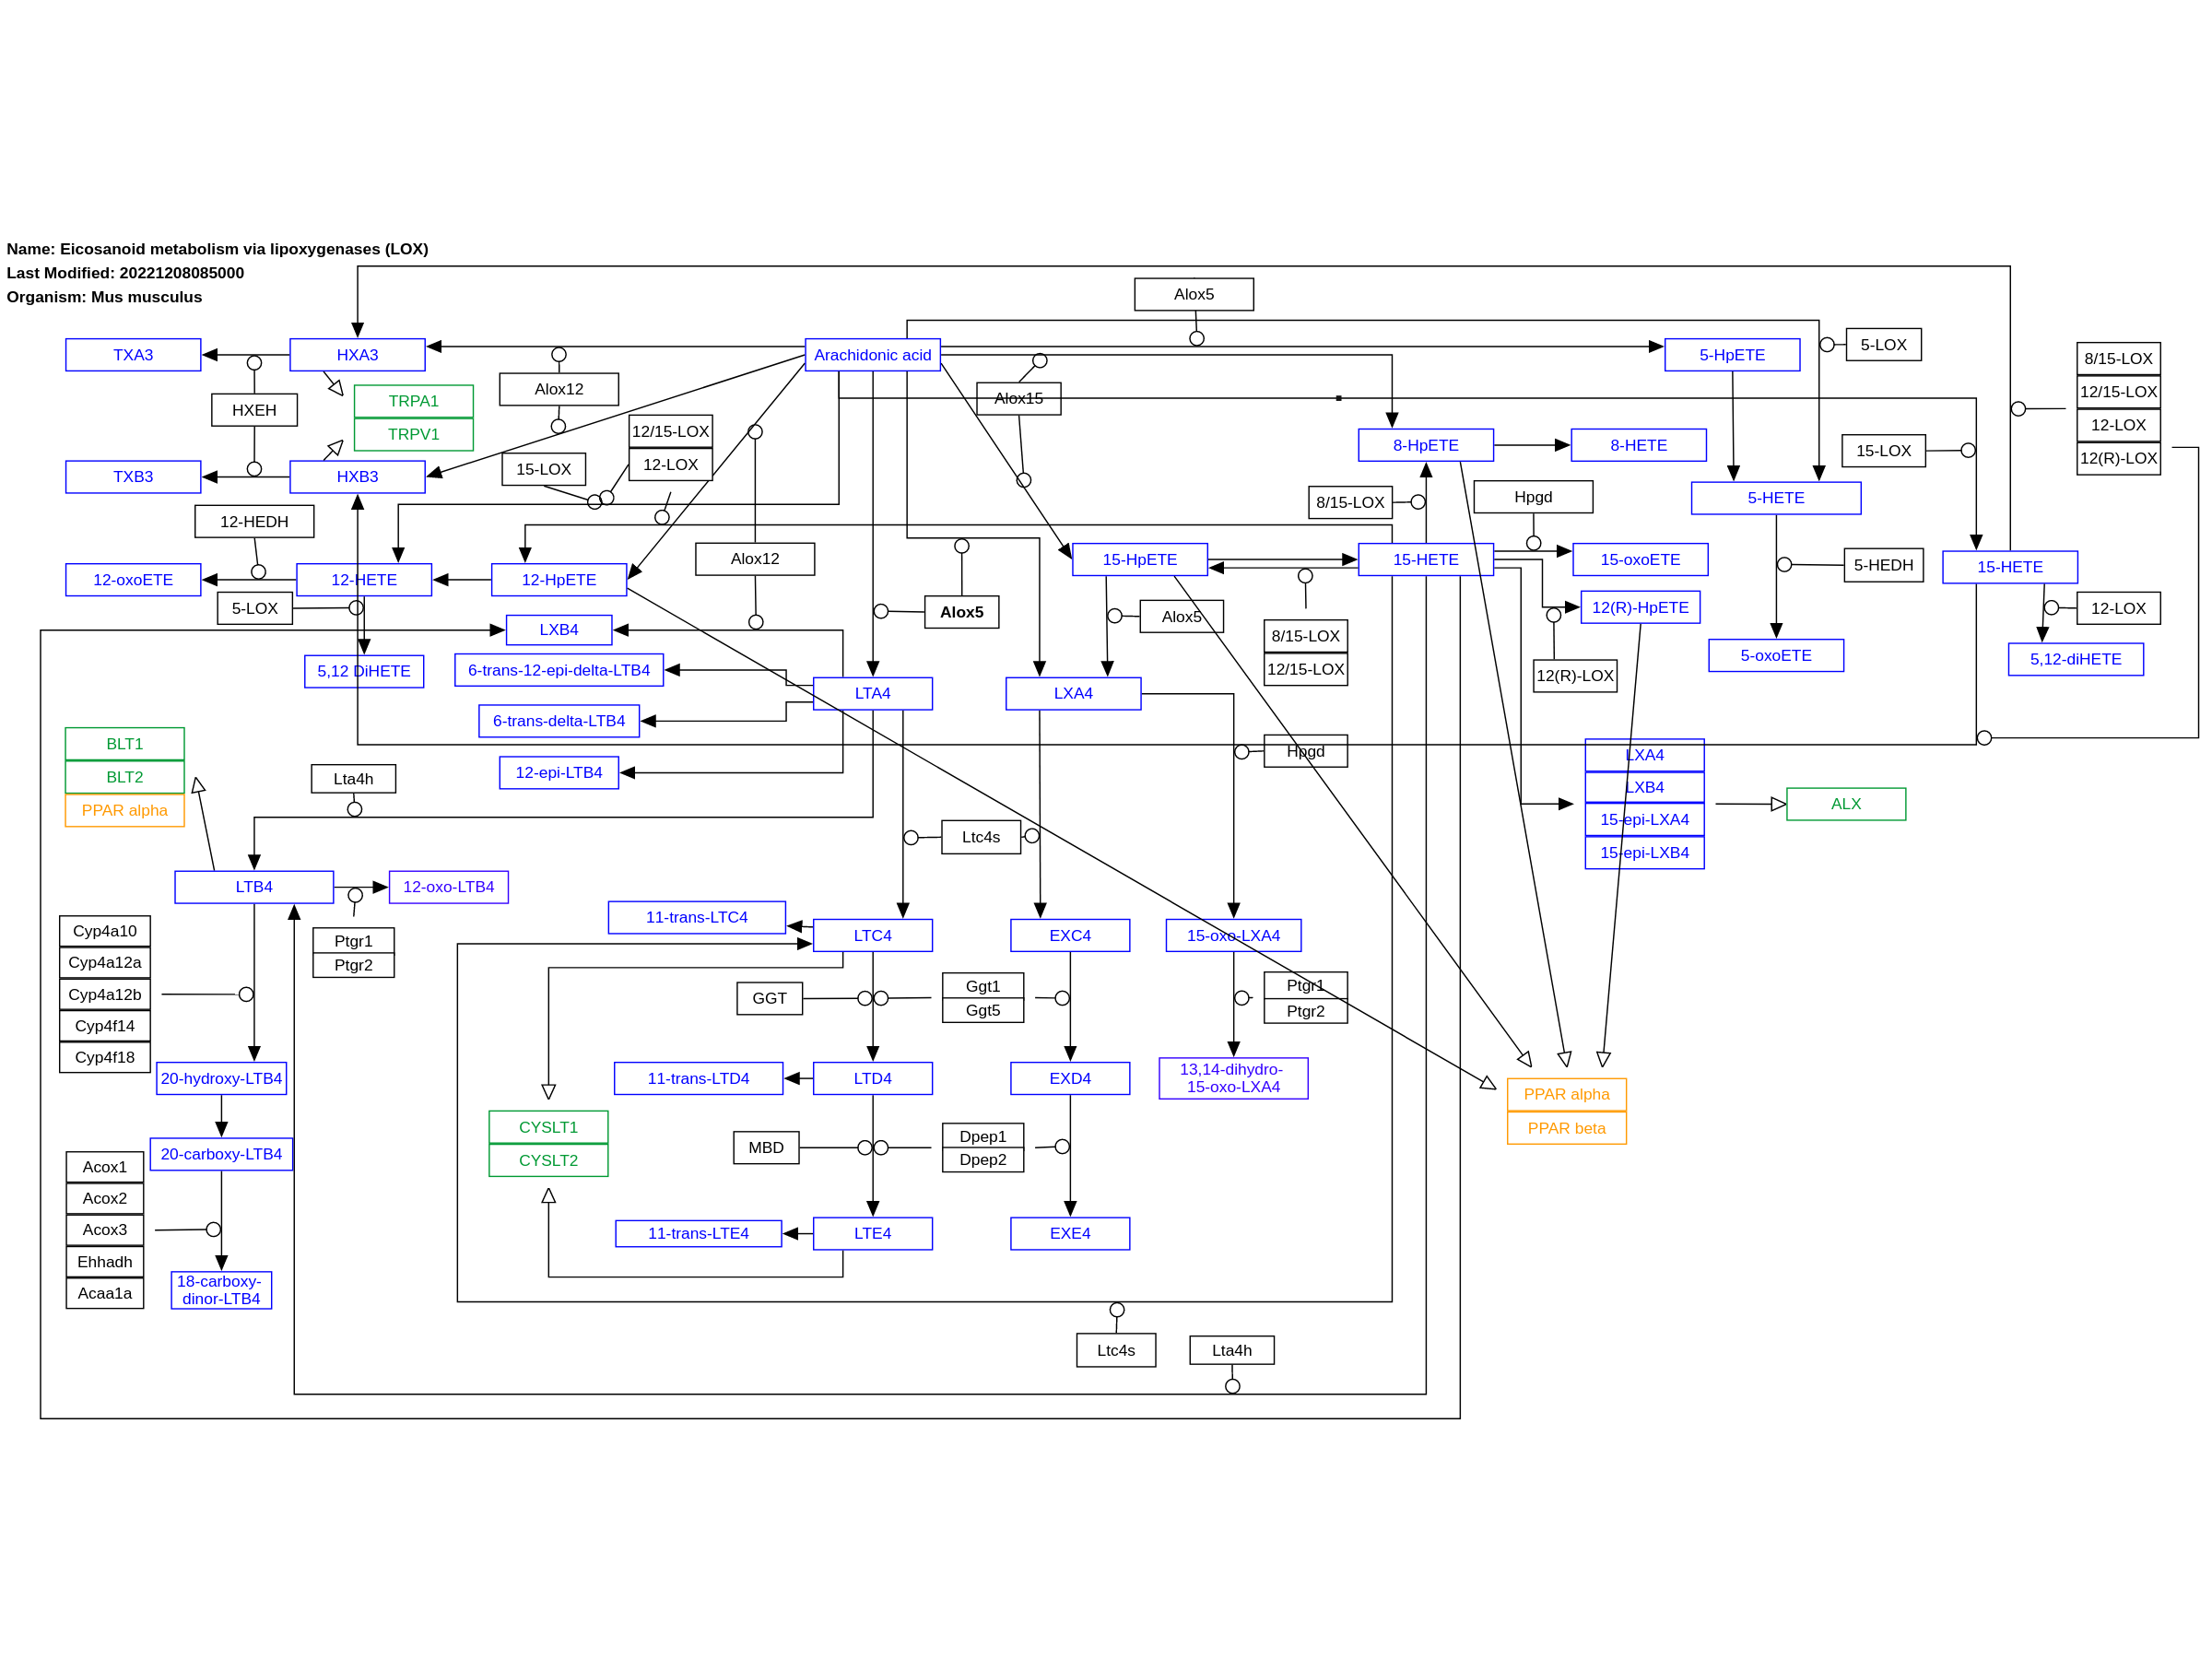 Name: Eicosanoid metabolism via lipoxygenases (LOX)
Last Modified: 20221208085000
Organism: Mus musculus
Alox5
TXA3
HXA3
Arachidonic acid
5-HpETE
5-LOX
8/15-LOX
12/15-LOX
12-LOX
12(R)-LOX
Alox12
Alox15
TRPA1
TRPV1
HXEH
12/15-LOX
12-LOX
8-HpETE
8-HETE
15-LOX
TXB3
HXB3
15-LOX
8/15-LOX
Hpgd
5-HETE
12-HEDH
Alox12
15-HpETE
15-HETE
15-oxoETE
5-HEDH
15-HETE
12-oxoETE
12-HETE
12-HpETE
5-LOX
Alox5
Alox5
12(R)-HpETE
12-LOX
LXB4
8/15-LOX
12/15-LOX
12(R)-LOX
5-oxoETE
5,12-diHETE
5,12 DiHETE
6-trans-12-epi-delta-LTB4
LTA4
LXA4
6-trans-delta-LTB4
BLT1
BLT2
PPAR alpha
Lta4h
12-epi-LTB4
Hpgd
LXA4
LXB4
15-epi-LXA4
15-epi-LXB4
ALX
Ltc4s
LTB4
12-oxo-LTB4
Cyp4a10
Cyp4a12a
Cyp4a12b
Cyp4f14
Cyp4f18
Ptgr1
Ptgr2
11-trans-LTC4
LTC4
EXC4
15-oxo-LXA4
GGT
Ggt1
Ggt5
Ptgr1
Ptgr2
20-hydroxy-LTB4
11-trans-LTD4
LTD4
EXD4
13,14-dihydro-
15-oxo-LXA4
PPAR alpha
PPAR beta
CYSLT1
CYSLT2
MBD
Dpep1
Dpep2
20-carboxy-LTB4
Acox1
Acox2
Acox3
Ehhadh
Acaa1a
11-trans-LTE4
LTE4
EXE4
18-carboxy-
dinor-LTB4
Ltc4s
Lta4h